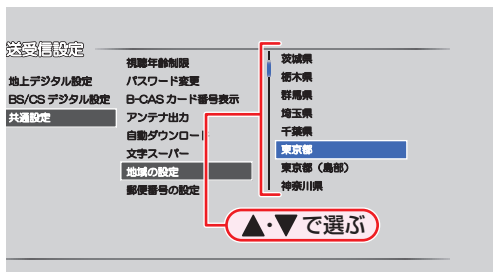 送受信設定
地上デジタル設定
BS/CS デジタル設定
共通設定
視聴年齢制限
パスワード変更
B-CASカード番号表示
アンテナ出力
自動ダウンロード
文字スーパー
地域の設定
郵便番号の設定
茨城県
栃木県
群馬県
埼玉県
千葉県
東京都
東京都（島部）
神奈川県
▲・▼で選ぶ